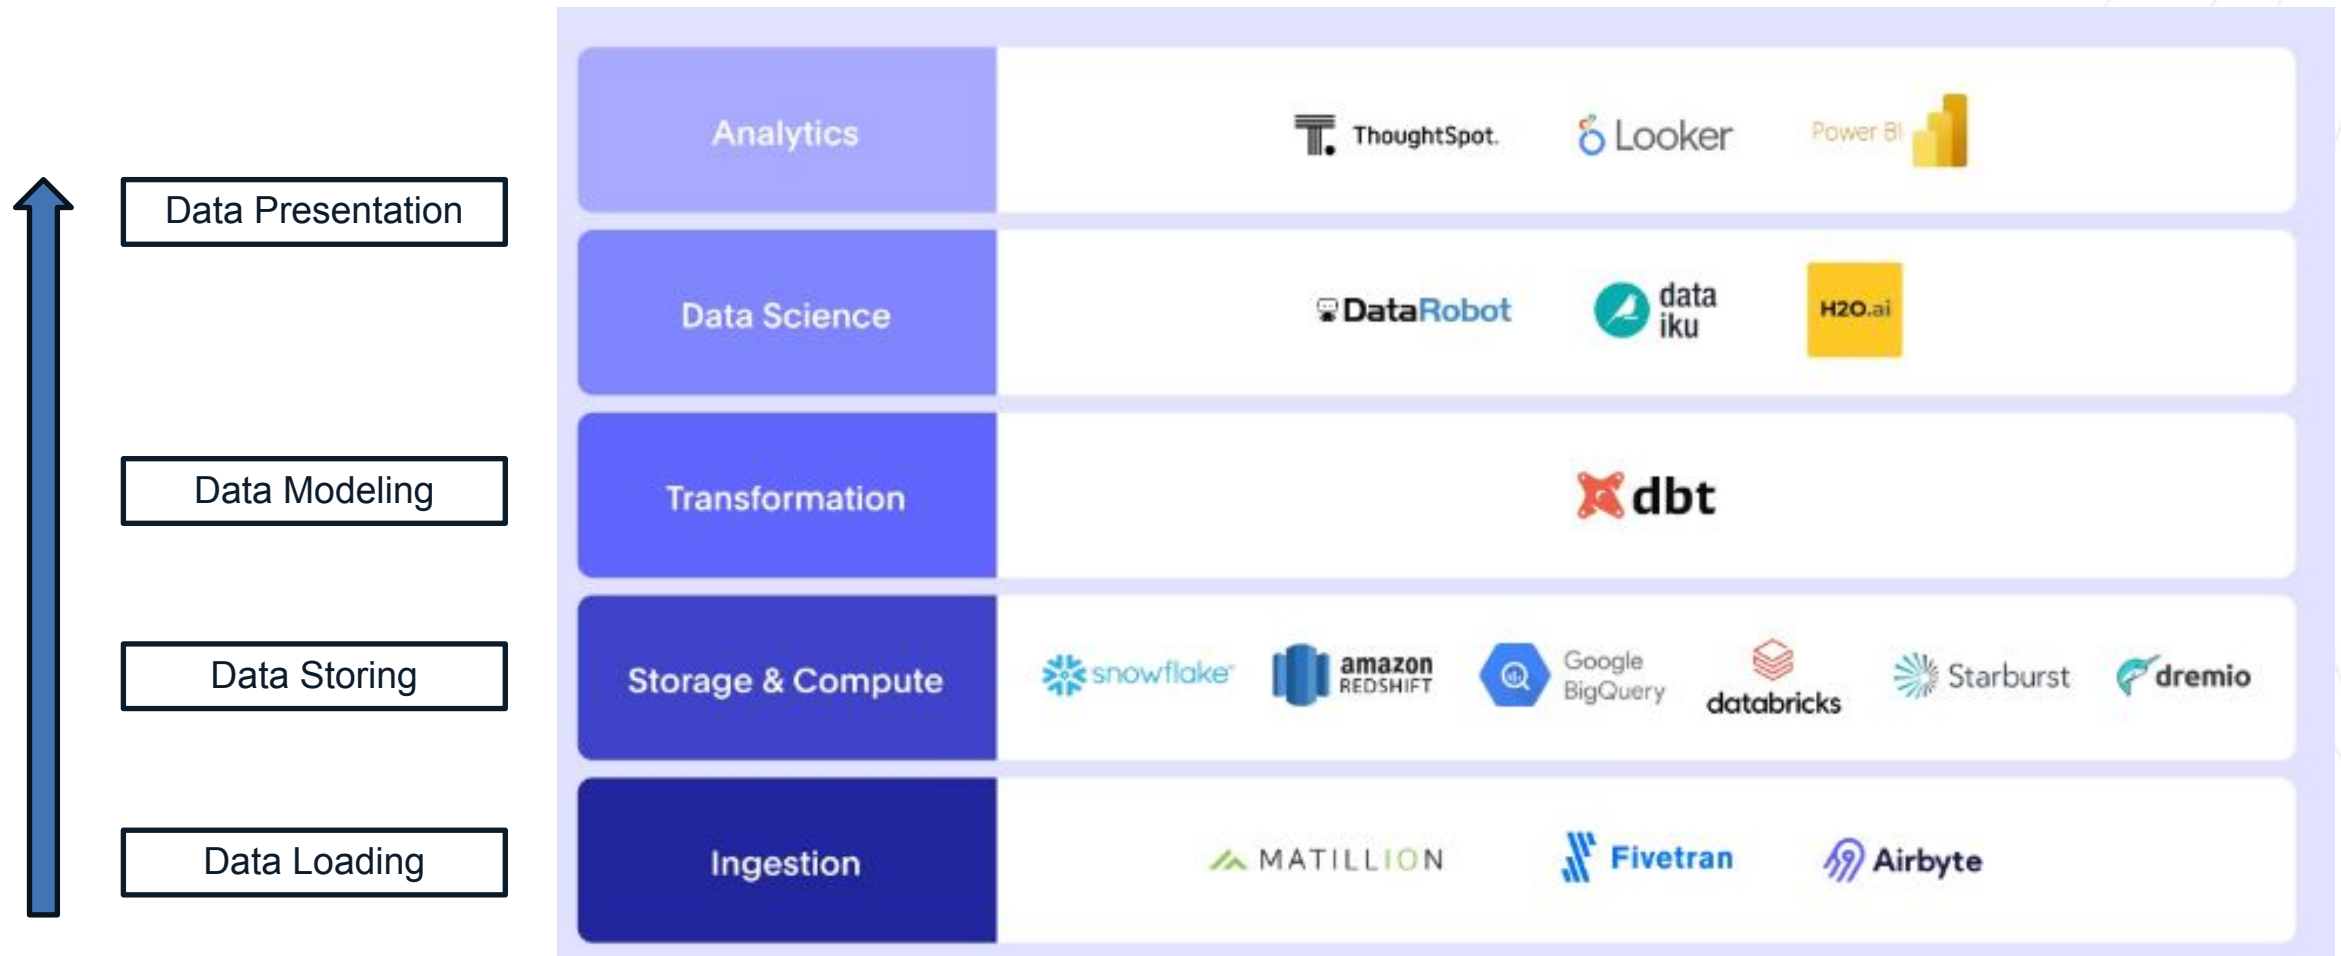 Data Presentation
Data Modeling
Data Storing
Data Loading
Analytics
ThoughtSpot.
Looker
Power BI
Data Science
DataRobot
data
iku
H2O.ai
Transformation
dbt
Storage & Compute
snowflake
amazon
REDSHIFT
Google
BigQuery
databricks
Starburst
dremio
Ingestion
MATILLION
Fivetran
Airbyte